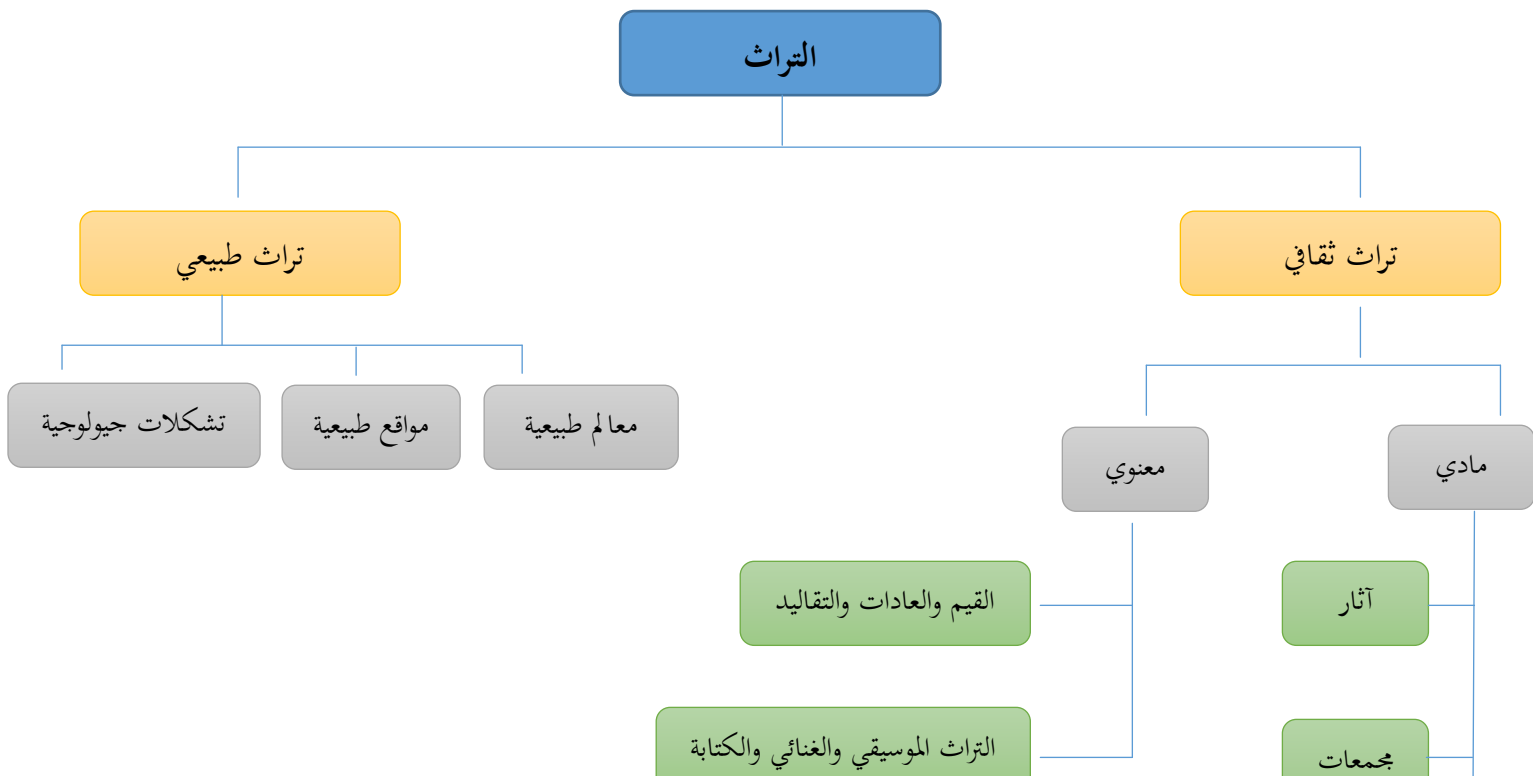 التراث
تراث ثقافي
تراث طبيعي
معالم طبيعية
مواقع طبيعية
تشكلات جيولوجية
مادي
معنوي
آثار
القيم والعادات والتقاليد
مجمعات
التراث الموسيقي والغنائي والكتابة